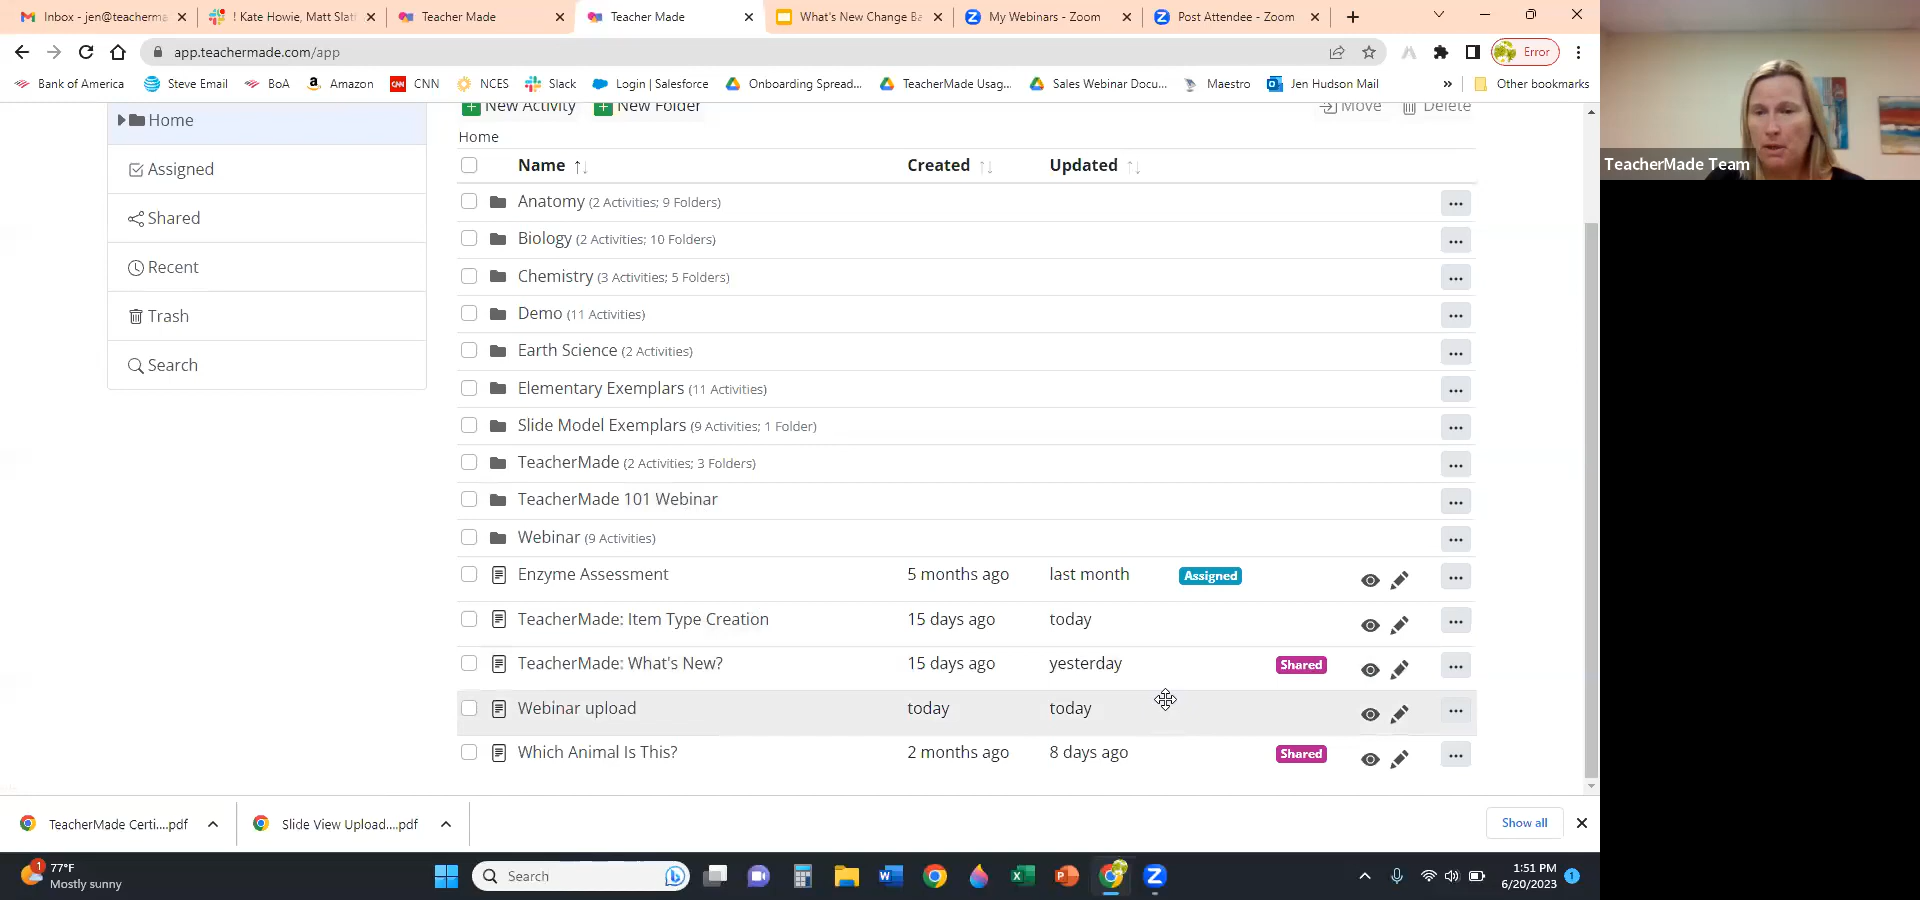 Inbox - jen@teacherma
! Kate Howie, Matt Slat
Teacher Made
Teacher Made
What's New Change Ba
My Webinars - Zoom
Post Attendee - Zoom
app.teachermade.com/app
Error
Bank of America
Steve Email
BoA
Amazon
CNN
NCES
Slack
Login | Salesforce
Onboarding Spread...
TeacherMade Usag...
Sales Webinar Docu...
Maestro
Jen Hudson Mail
»
Other bookmarks
New Activity
New Folder
Move
Delete
Home
Assigned
Shared
Recent
Trash
Search
Home
Name
Created
Updated
Anatomy (2 Activities; 9 Folders)
Biology (2 Activities; 10 Folders)
Chemistry (3 Activities; 5 Folders)
Demo (11 Activities)
Earth Science (2 Activities)
Elementary Exemplars (11 Activities)
Slide Model Exemplars (9 Activities; 1 Folder)
TeacherMade (2 Activities; 3 Folders)
TeacherMade 101 Webinar
Webinar (9 Activities)
Enzyme Assessment 5 months ago last month Assigned
TeacherMade: Item Type Creation 15 days ago today
TeacherMade: What's New? 15 days ago yesterday Shared
Webinar upload today today
Which Animal Is This? 2 months ago 8 days ago Shared
TeacherMade Team
TeacherMade Certi....pdf
Slide View Upload....pdf
Show all
1
77°F
Mostly sunny
Search
1:51 PM
6/20/2023
1